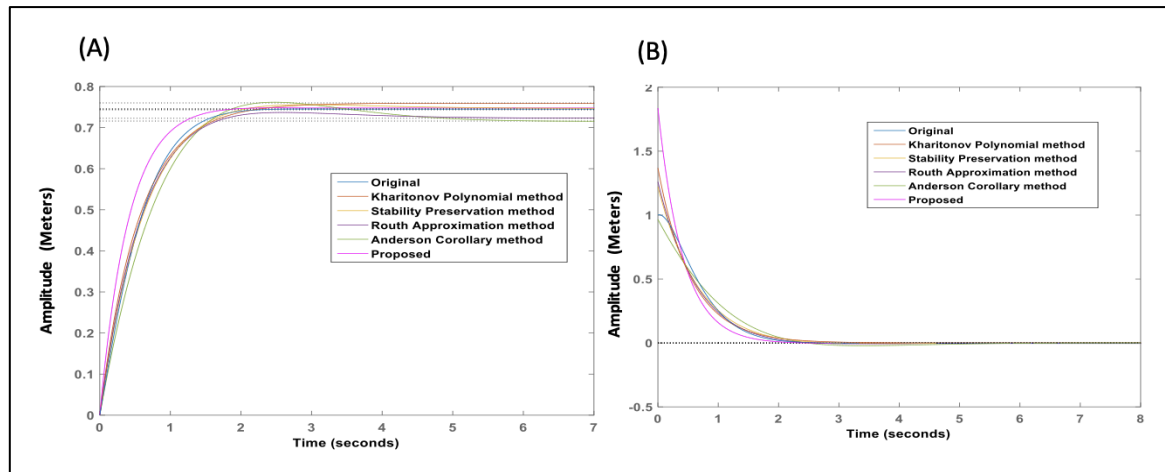 (A)
Amplitude (Meters)
0.8
0.7
0.6
0.5
0.4
0.3
0.2
0.1
0
0
1
2
3
4
5
6
7
Time (seconds)
Original
Kharitonov Polynomial method
Stability Preservation method
Routh Approximation method
Anderson Corollary method
Proposed
(B)
Amplitude (Meters)
2
1.5
1
0.5
0
-0.5
0
1
2
3
4
5
6
7
8
Time (seconds)
Original
Kharitonov Polynomial method
Stability Preservation method
Routh Approximation method
Anderson Corollary method
Proposed